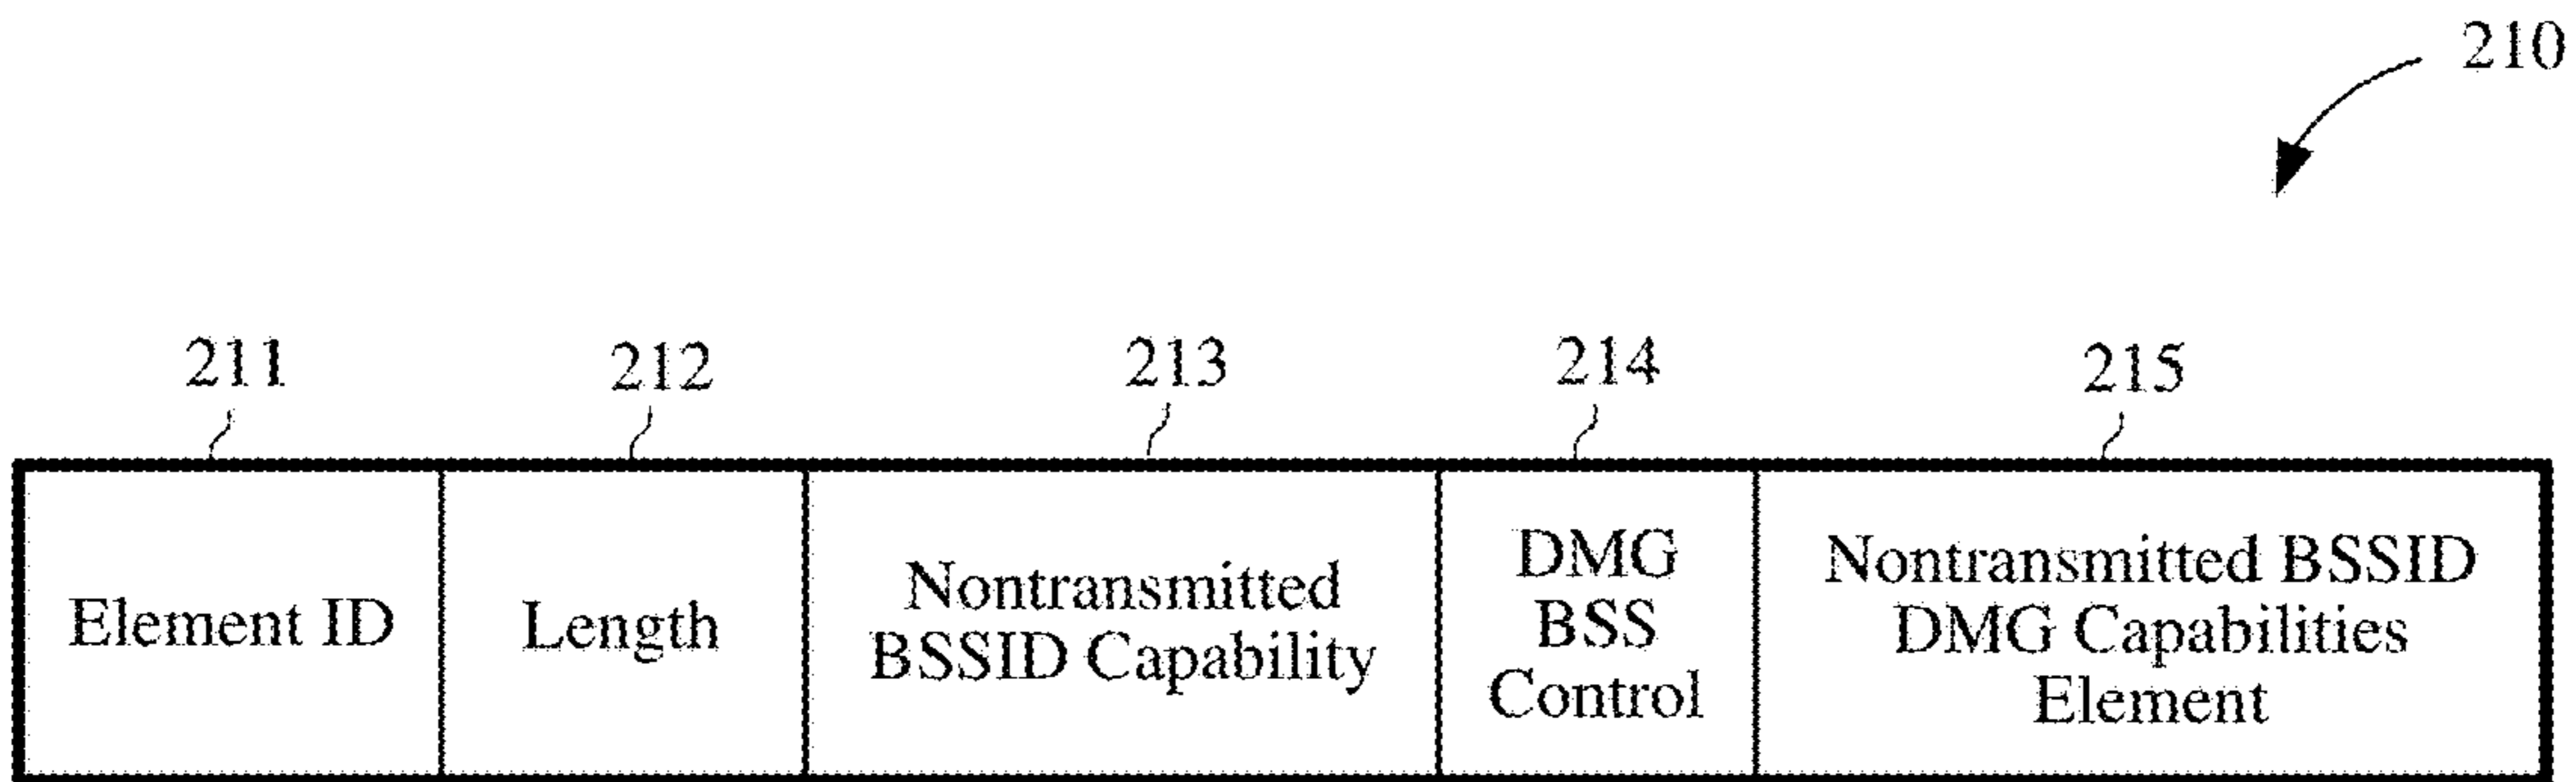 210
211
212
213
214
215
Element ID
Length
Nontransmitted
BSSID Capability
DMG
BSS
Control
Nontransmitted BSSID
DMG Capabilities
Element